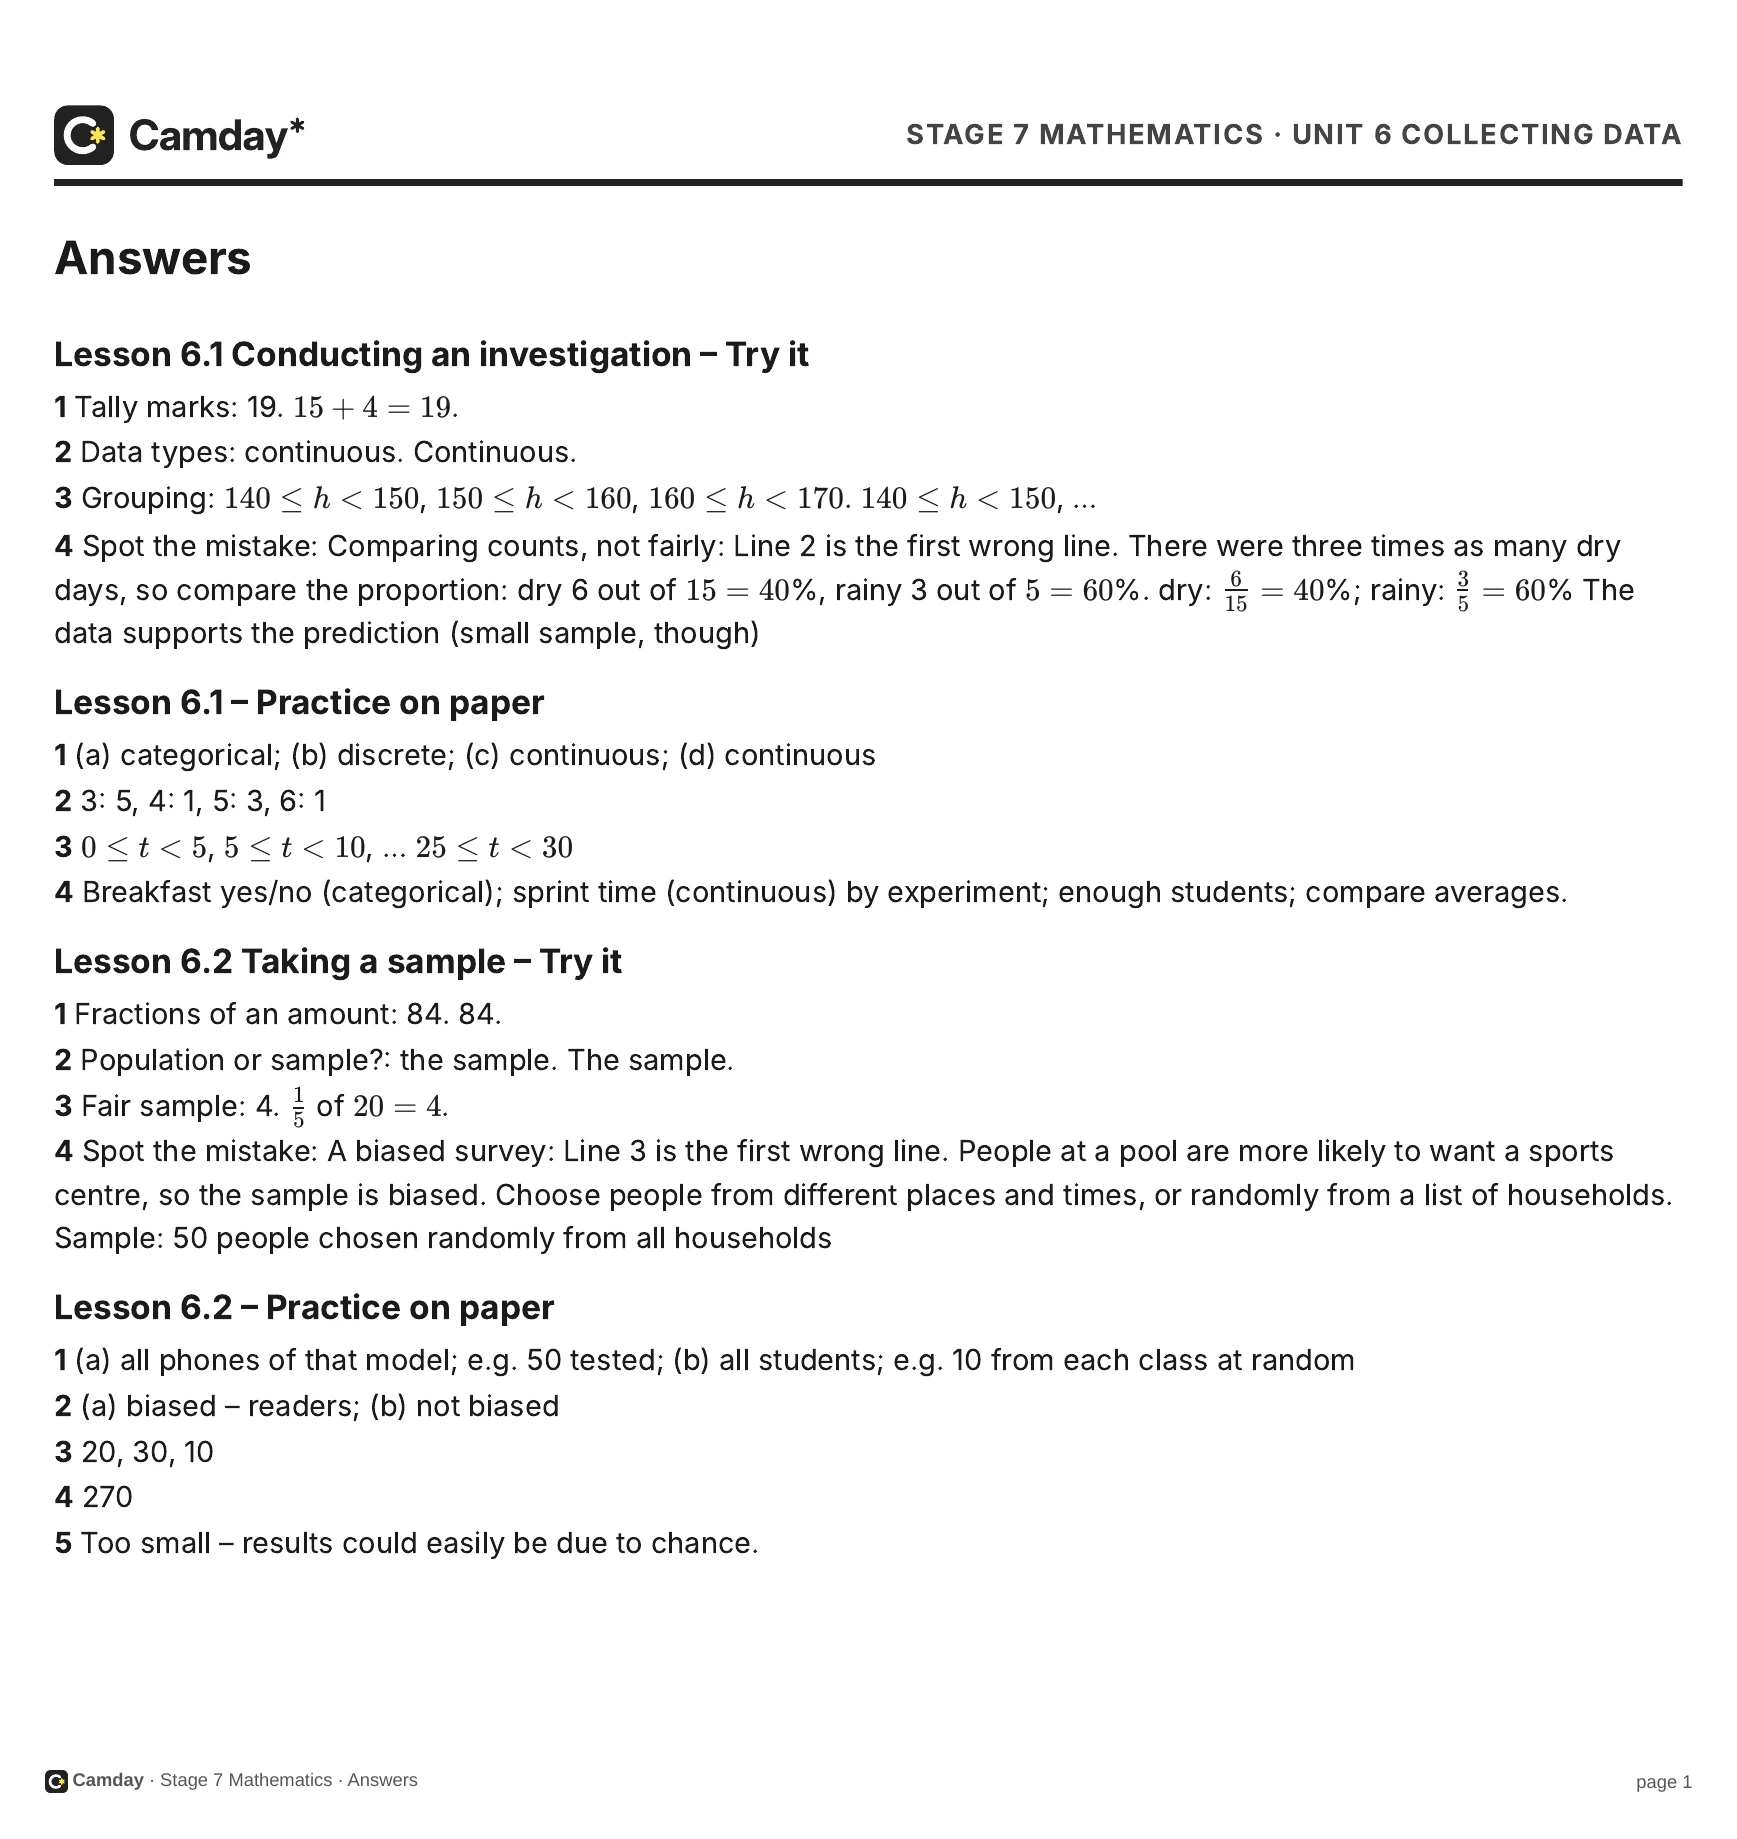 Camday*
STAGE 7 MATHEMATICS · UNIT 6 COLLECTING DATA
Answers
Lesson 6.1 Conducting an investigation – Try it
1 Tally marks: 19. 15 + 4 = 19.
2 Data types: continuous. Continuous.
3 Grouping: 140 ≤ h < 150, 150 ≤ h < 160, 160 ≤ h < 170. 140 ≤ h < 150, ...
4 Spot the mistake: Comparing counts, not fairly: Line 2 is the first wrong line. There were three times as many dry
days, so compare the proportion: dry 6 out of 15 = 40%, rainy 3 out of 5 = 60%. dry: 6/15 = 40%; rainy: 3/5 = 60% The
data supports the prediction (small sample, though)
Lesson 6.1 – Practice on paper
1 (a) categorical; (b) discrete; (c) continuous; (d) continuous
2 3: 5, 4: 1, 5: 3, 6: 1
3 0 ≤ t < 5, 5 ≤ t < 10, ... 25 ≤ t < 30
4 Breakfast yes/no (categorical); sprint time (continuous) by experiment; enough students; compare averages.
Lesson 6.2 Taking a sample – Try it
1 Fractions of an amount: 84. 84.
2 Population or sample?: the sample. The sample.
3 Fair sample: 4. 1/5 of 20 = 4.
4 Spot the mistake: A biased survey: Line 3 is the first wrong line. People at a pool are more likely to want a sports
centre, so the sample is biased. Choose people from different places and times, or randomly from a list of households.
Sample: 50 people chosen randomly from all households
Lesson 6.2 – Practice on paper
1 (a) all phones of that model; e.g. 50 tested; (b) all students; e.g. 10 from each class at random
2 (a) biased – readers; (b) not biased
3 20, 30, 10
4 270
5 Too small – results could easily be due to chance.
Camday · Stage 7 Mathematics · Answers
page 1